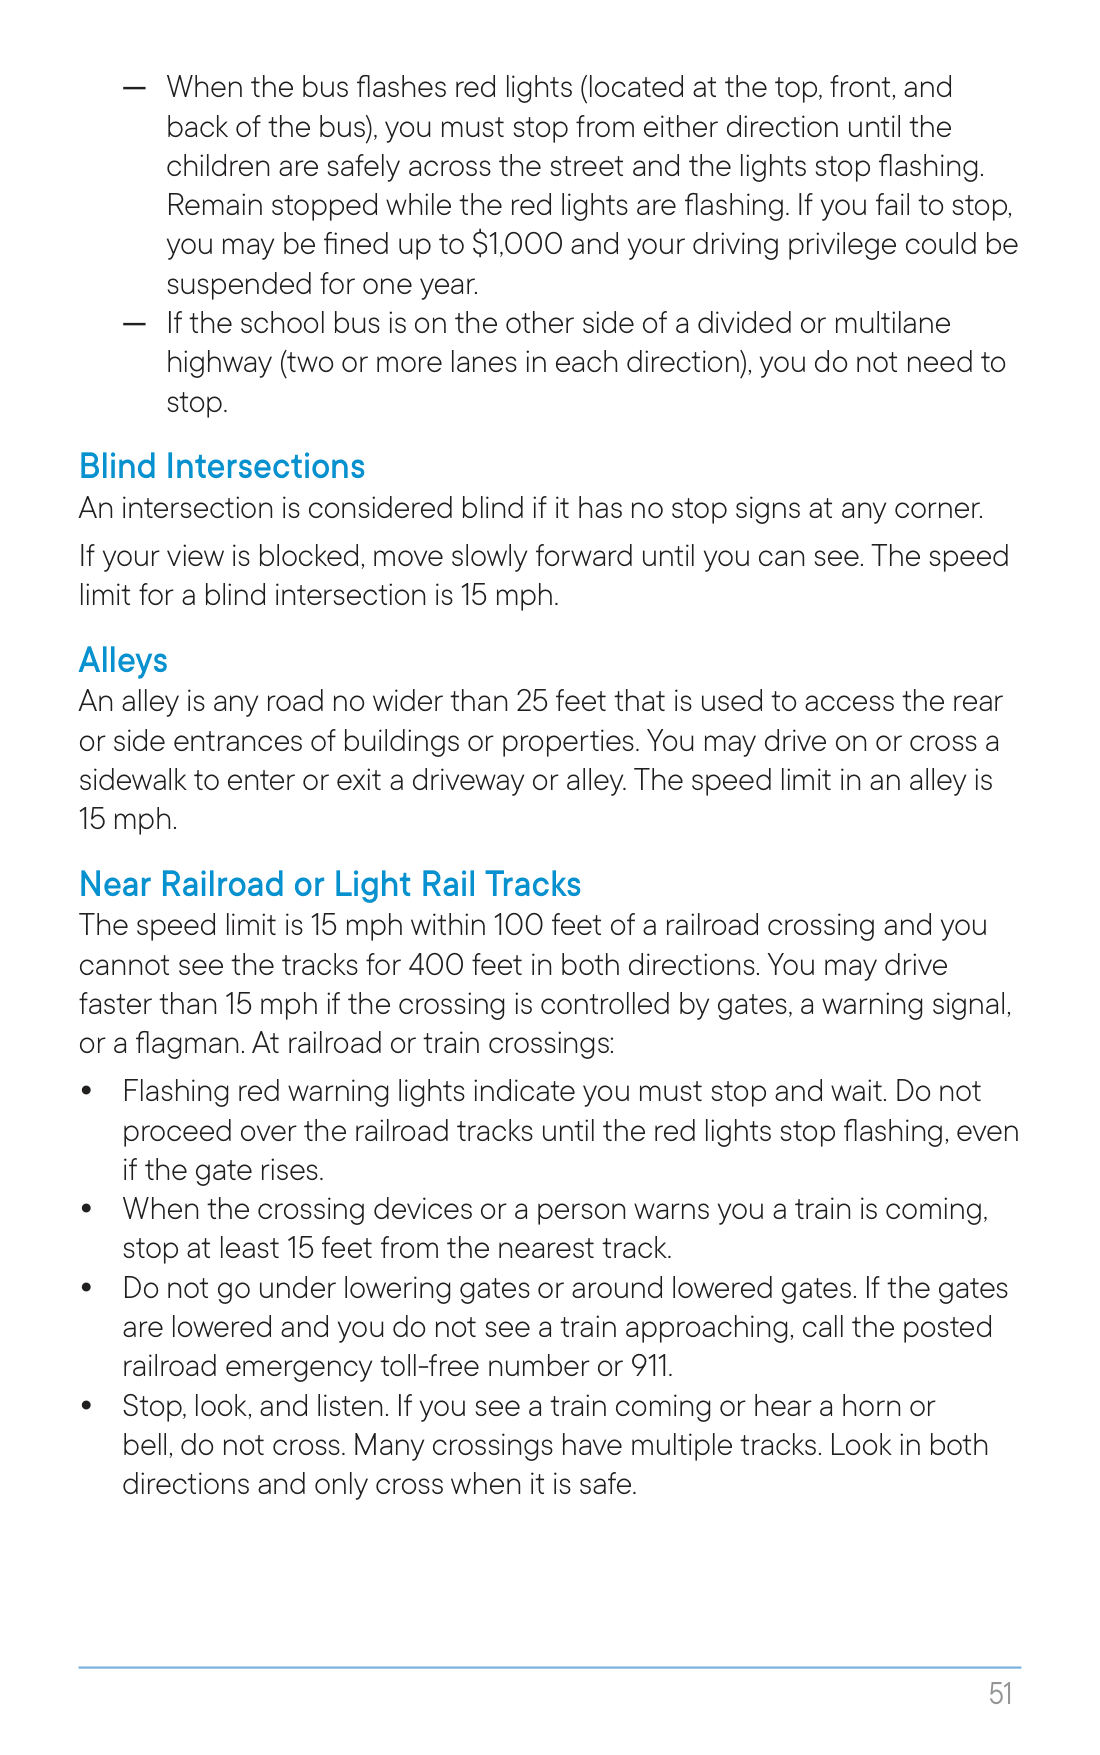 — When the bus flashes red lights (located at the top, front, and
back of the bus), you must stop from either direction until the
children are safely across the street and the lights stop flashing.
Remain stopped while the red lights are flashing. If you fail to stop,
you may be fined up to $1,000 and your driving privilege could be
suspended for one year.
— If the school bus is on the other side of a divided or multilane
highway (two or more lanes in each direction), you do not need to
stop.
Blind Intersections
An intersection is considered blind if it has no stop signs at any corner.
If your view is blocked, move slowly forward until you can see. The speed
limit for a blind intersection is 15 mph.
Alleys
An alley is any road no wider than 25 feet that is used to access the rear
or side entrances of buildings or properties. You may drive on or cross a
sidewalk to enter or exit a driveway or alley. The speed limit in an alley is
15 mph.
Near Railroad or Light Rail Tracks
The speed limit is 15 mph within 100 feet of a railroad crossing and you
cannot see the tracks for 400 feet in both directions. You may drive
faster than 15 mph if the crossing is controlled by gates, a warning signal,
or a flagman. At railroad or train crossings:
• Flashing red warning lights indicate you must stop and wait. Do not
proceed over the railroad tracks until the red lights stop flashing, even
if the gate rises.
• When the crossing devices or a person warns you a train is coming,
stop at least 15 feet from the nearest track.
• Do not go under lowering gates or around lowered gates. If the gates
are lowered and you do not see a train approaching, call the posted
railroad emergency toll-free number or 911.
• Stop, look, and listen. If you see a train coming or hear a horn or
bell, do not cross. Many crossings have multiple tracks. Look in both
directions and only cross when it is safe.
51